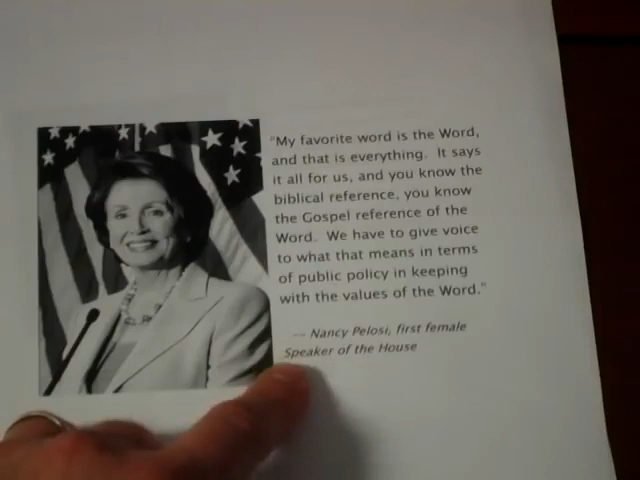 "My favorite word is the Word,
and that is everything. It says
it all for us, and you know the
biblical reference, you know
the Gospel reference of the
Word. We have to give voice
to what that means in terms
of public policy in keeping
with the values of the Word."
— Nancy Pelosi, first female
Speaker of the House